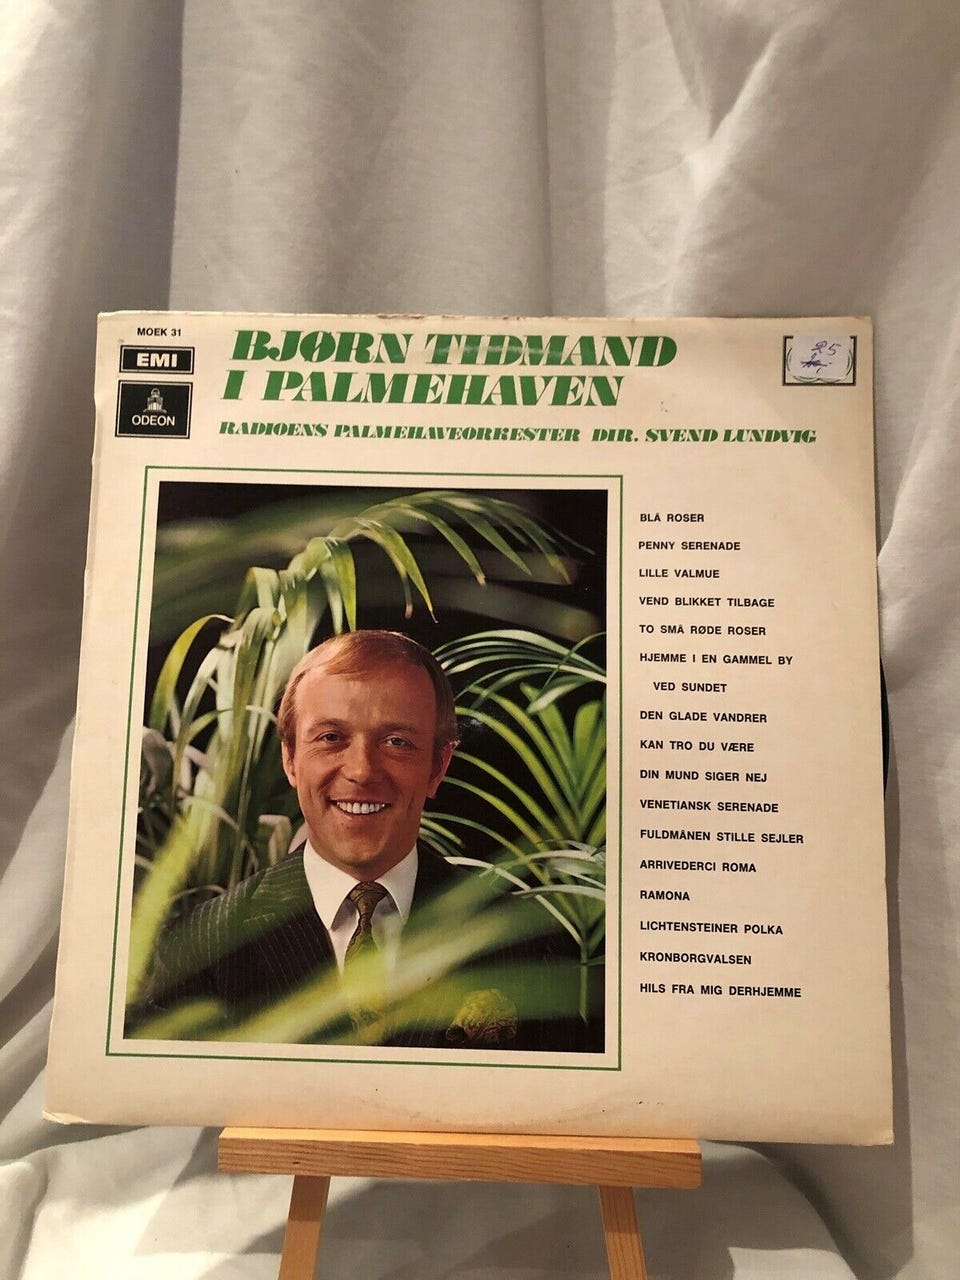 MOEK 31
EMI
ODEON
BJØRN TIDMAND
I PALMEHAVEN
RADIOENS PALMEHAVEORKESTER DIR. SVEND LUNDVIG
25
BLÅ ROSER
PENNY SERENADE
LILLE VALMUE
VEND BLIKKET TILBAGE
TO SMÅ RØDE ROSER
HJEMME I EN GAMMEL BY
VED SUNDET
DEN GLADE VANDRER
KAN TRO DU VÆRE
DIN MUND SIGER NEJ
VENETIANSK SERENADE
FULDMÅNEN STILLE SEJLER
ARRIVEDERCI ROMA
RAMONA
LICHTENSTEINER POLKA
KRONBORGVALSEN
HILS FRA MIG DERHJEMME